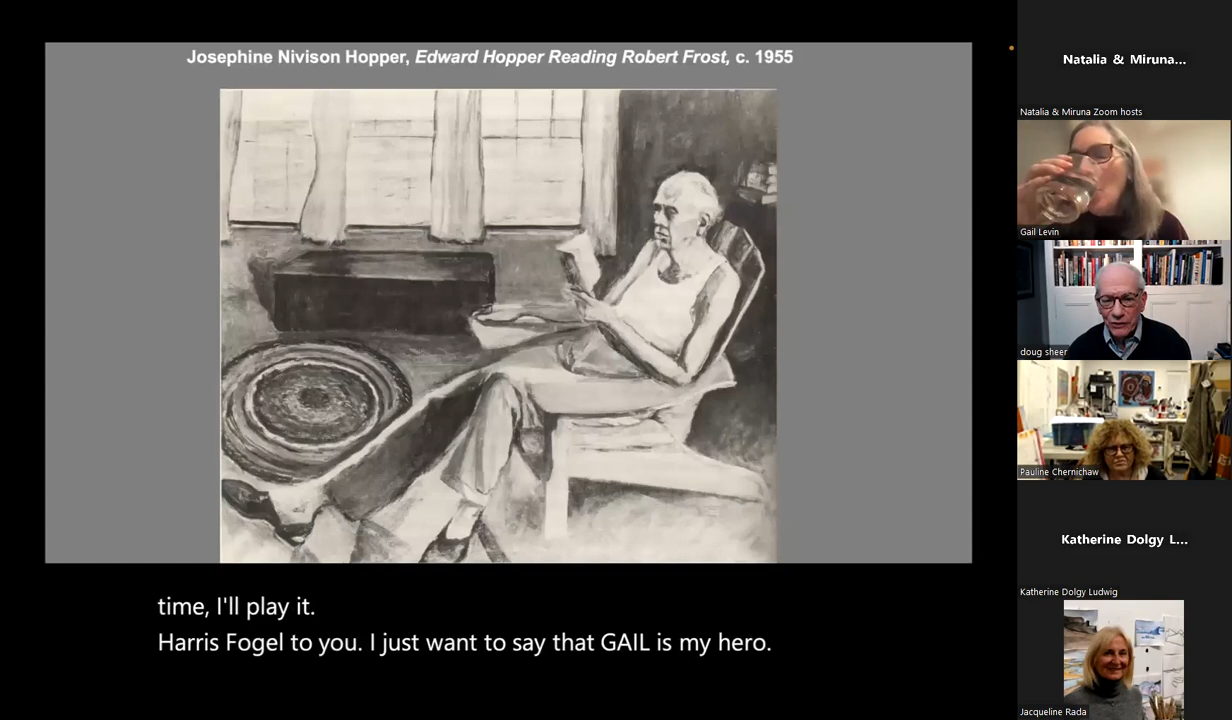 Josephine Nivison Hopper, Edward Hopper Reading Robert Frost, c. 1955
time, I'll play it.
Harris Fogel to you. I just want to say that GAIL is my hero.
Natalia & Miruna...
Natalia & Miruna Zoom hosts
Gail Levin
doug sheer
Pauline Chernichaw
Katherine Dolgy L...
Katherine Dolgy Ludwig
Jacqueline Rada